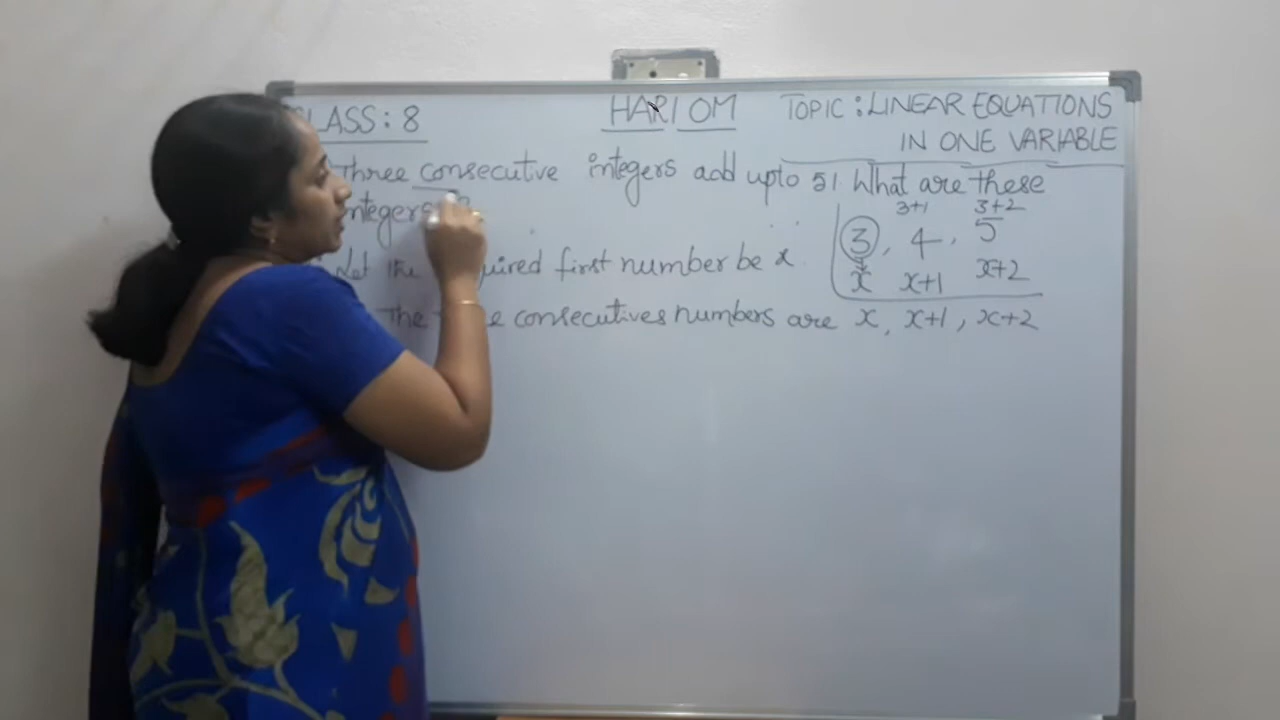 LASS: 8
HARI OM
TOPIC: LINEAR EQUATIONS
IN ONE VARIABLE
Three consecutive integers add upto 51 What are these
ntegers
Let the quired first number be x
The consecutives numbers are x, x+1, x+2
3+1 3+2
3, 4, 5
x x+1 x+2